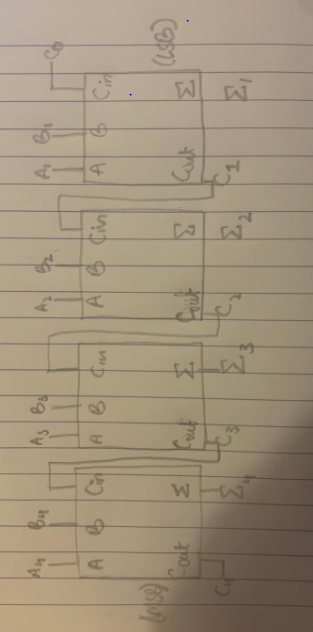 A4 B4 A3 B3 A2 B2 A1 B1 C0
A B Cin A B Cin A B Cin A B Cin
(MSB) Cout Σ Cout Σ Cout Σ Cout Σ (LSB)
C4 Σ4 C3 Σ3 C2 Σ2 C1 Σ1